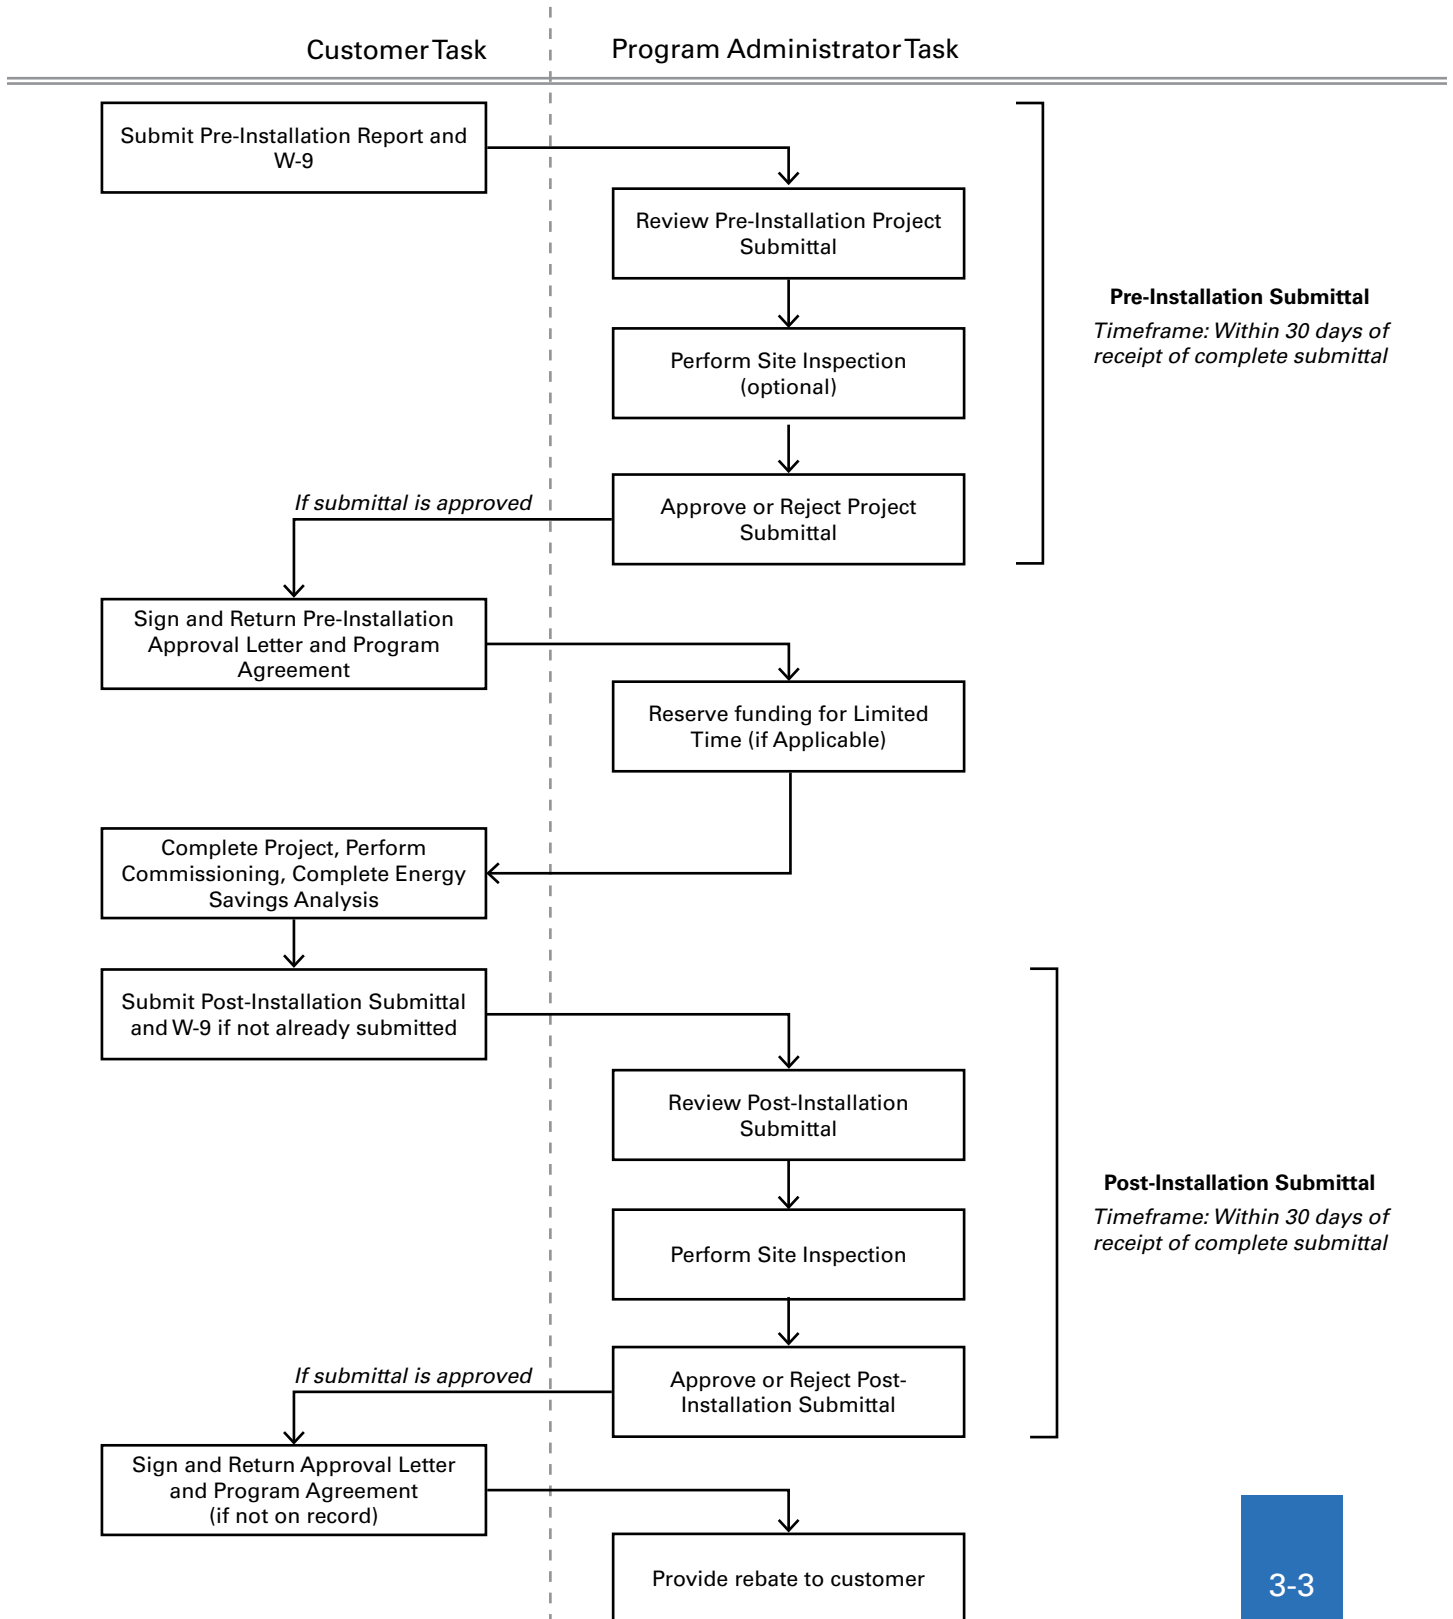 Customer Task
Program Administrator Task
Submit Pre-Installation Report and
W-9
Review Pre-Installation Project
Submittal
Pre-Installation Submittal
Timeframe: Within 30 days of
receipt of complete submittal
Perform Site Inspection
(optional)
If submittal is approved
Approve or Reject Project
Submittal
Sign and Return Pre-Installation
Approval Letter and Program
Agreement
Reserve funding for Limited
Time (if Applicable)
Complete Project, Perform
Commissioning, Complete Energy
Savings Analysis
Submit Post-Installation Submittal
and W-9 if not already submitted
Review Post-Installation
Submittal
Post-Installation Submittal
Timeframe: Within 30 days of
receipt of complete submittal
Perform Site Inspection
If submittal is approved
Approve or Reject Post-
Installation Submittal
Sign and Return Approval Letter
and Program Agreement
(if not on record)
Provide rebate to customer
3-3